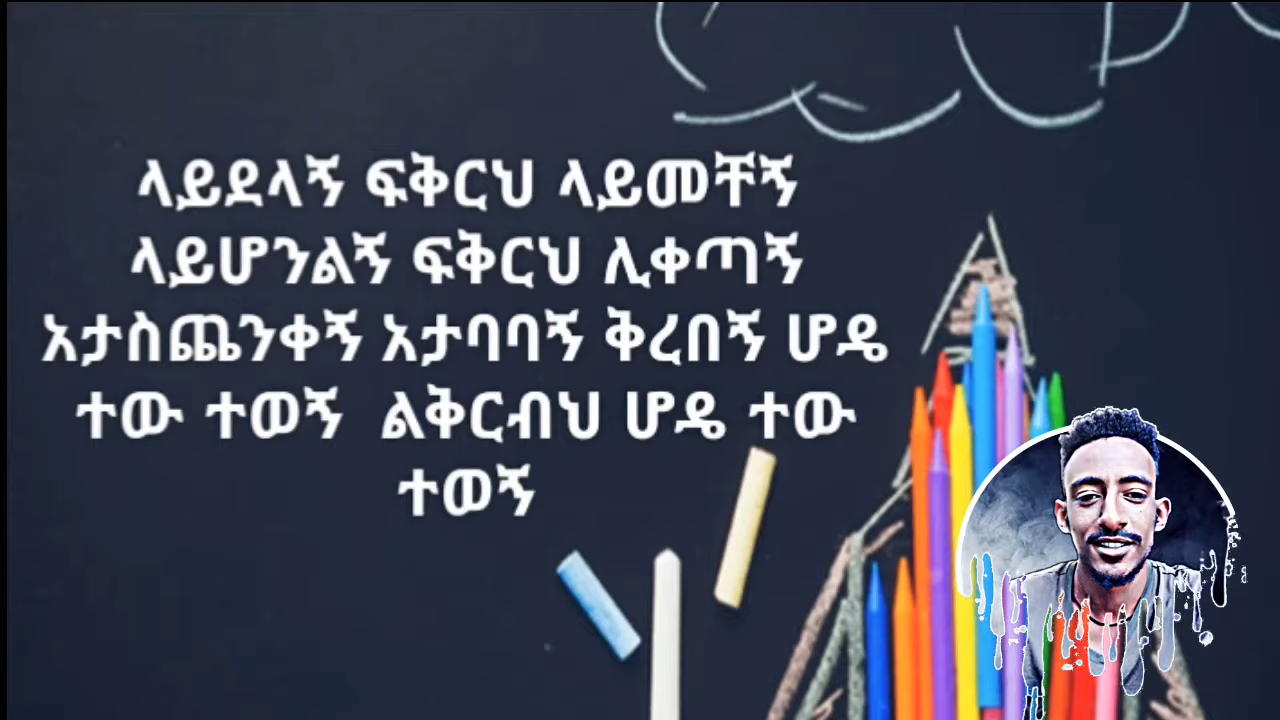 ላይደላኝ ፍቅርህ ላይመቸኝ
ላይሆንልኝ ፍቅርህ ሊቀጣኝ
አታስጨንቀኝ አታባባኝ ቅረበኝ ሆዴ
ተው ተወኝ ልቅርብህ ሆዴ ተው
ተወኝ